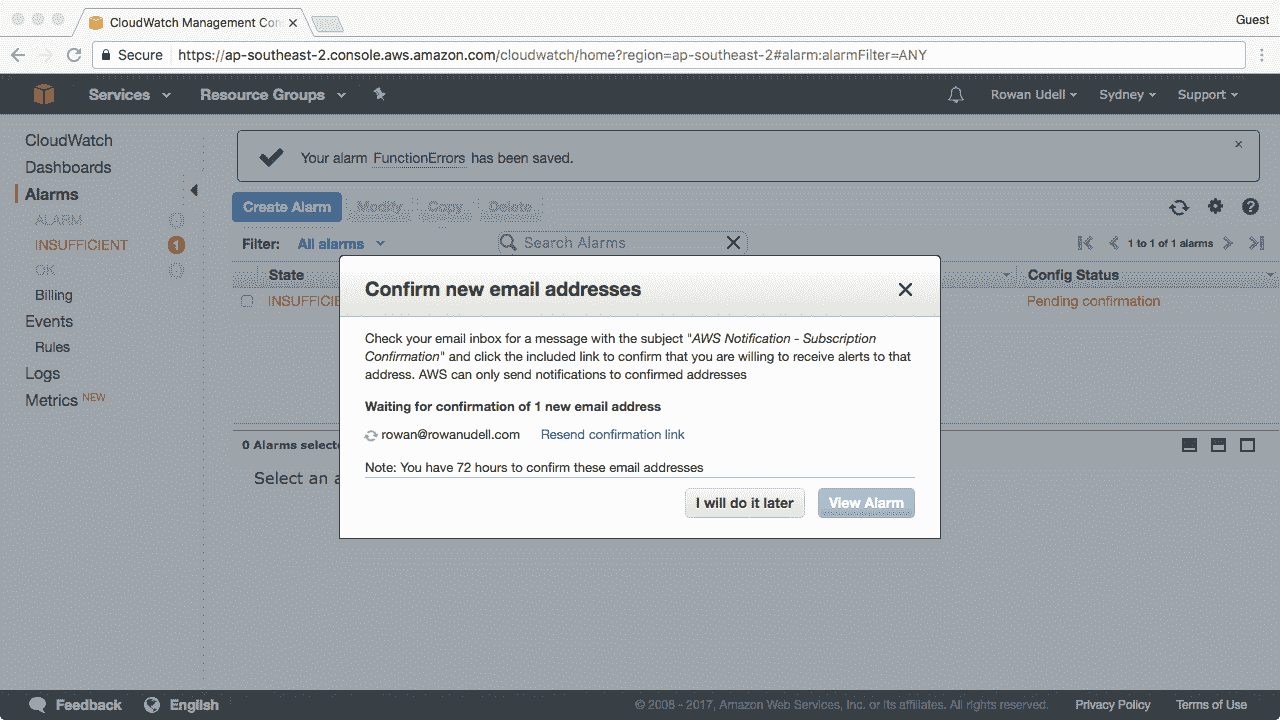 CloudWatch Management Con
Guest
Secure https://ap-southeast-2.console.aws.amazon.com/cloudwatch/home?region=ap-southeast-2#alarm:alarmFilter=ANY
Services Resource Groups Rowan Udell Sydney Support
CloudWatch
Dashboards
Alarms
ALARM
INSUFFICIENT 1
OK
Billing
Events
Rules
Logs
Metrics NEW
Your alarm FunctionErrors has been saved.
Create Alarm Modify Copy Delete
Filter: All alarms Search Alarms 1 to 1 of 1 alarms
State Config Status
INSUFFICIE Pending confirmation
Confirm new email addresses
Check your email inbox for a message with the subject "AWS Notification - Subscription
Confirmation" and click the included link to confirm that you are willing to receive alerts to that
address. AWS can only send notifications to confirmed addresses
Waiting for confirmation of 1 new email address
rowan@rowanudell.com Resend confirmation link
Note: You have 72 hours to confirm these email addresses
I will do it later View Alarm
0 Alarms selecte
Select an a
Feedback English © 2008 - 2017, Amazon Web Services, Inc. or its affiliates. All rights reserved. Privacy Policy Terms of Use